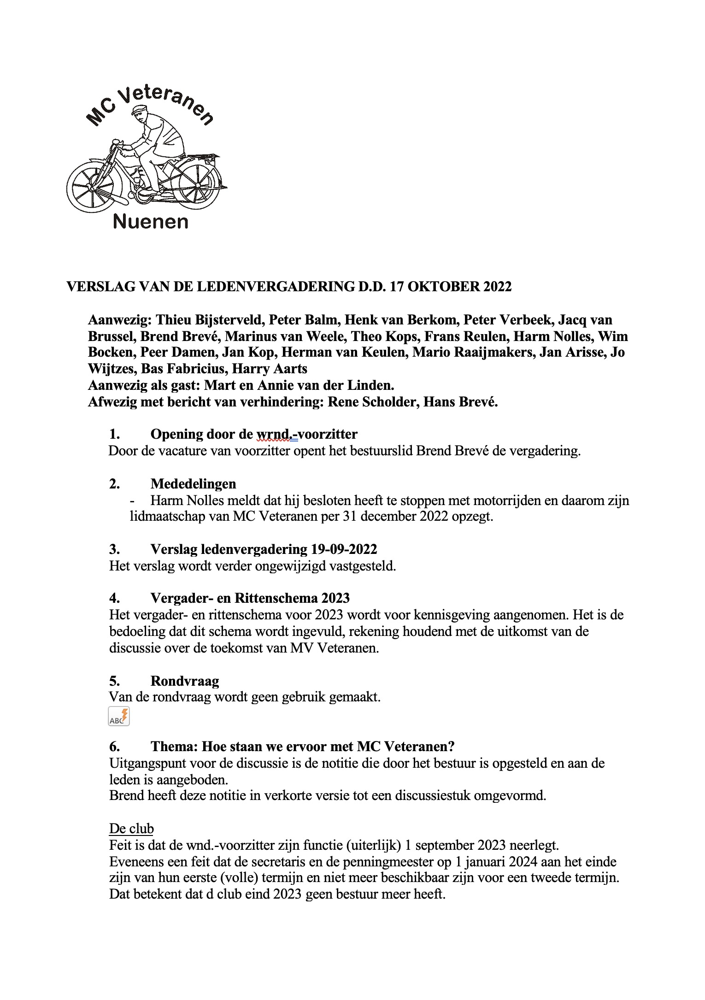 MC Veteranen
Nuenen
VERSLAG VAN DE LEDENVERGADERING D.D. 17 OKTOBER 2022
Aanwezig: Thieu Bijsterveld, Peter Balm, Henk van Berkom, Peter Verbeek, Jacq van
Brussel, Brend Brevé, Marinus van Weele, Theo Kops, Frans Reulen, Harm Nolles, Wim
Bocken, Peer Damen, Jan Kop, Herman van Keulen, Mario Raaijmakers, Jan Arisse, Jo
Wijtzes, Bas Fabricius, Harry Aarts
Aanwezig als gast: Mart en Annie van der Linden.
Afwezig met bericht van verhindering: Rene Scholder, Hans Brevé.
1. Opening door de wrnd.-voorzitter
Door de vacature van voorzitter opent het bestuurslid Brend Brevé de vergadering.
2. Mededelingen
- Harm Nolles meldt dat hij besloten heeft te stoppen met motorrijden en daarom zijn
lidmaatschap van MC Veteranen per 31 december 2022 opzegt.
3. Verslag ledenvergadering 19-09-2022
Het verslag wordt verder ongewijzigd vastgesteld.
4. Vergader- en Rittenschema 2023
Het vergader- en rittenschema voor 2023 wordt voor kennisgeving aangenomen. Het is de
bedoeling dat dit schema wordt ingevuld, rekening houdend met de uitkomst van de
discussie over de toekomst van MV Veteranen.
5. Rondvraag
Van de rondvraag wordt geen gebruik gemaakt.
ABC
6. Thema: Hoe staan we ervoor met MC Veteranen?
Uitgangspunt voor de discussie is de notitie die door het bestuur is opgesteld en aan de
leden is aangeboden.
Brend heeft deze notitie in verkorte versie tot een discussiestuk omgevormd.
De club
Feit is dat de wnd.-voorzitter zijn functie (uiterlijk) 1 september 2023 neerlegt.
Eveneens een feit dat de secretaris en de penningmeester op 1 januari 2024 aan het einde
zijn van hun eerste (volle) termijn en niet meer beschikbaar zijn voor een tweede termijn.
Dat betekent dat d club eind 2023 geen bestuur meer heeft.